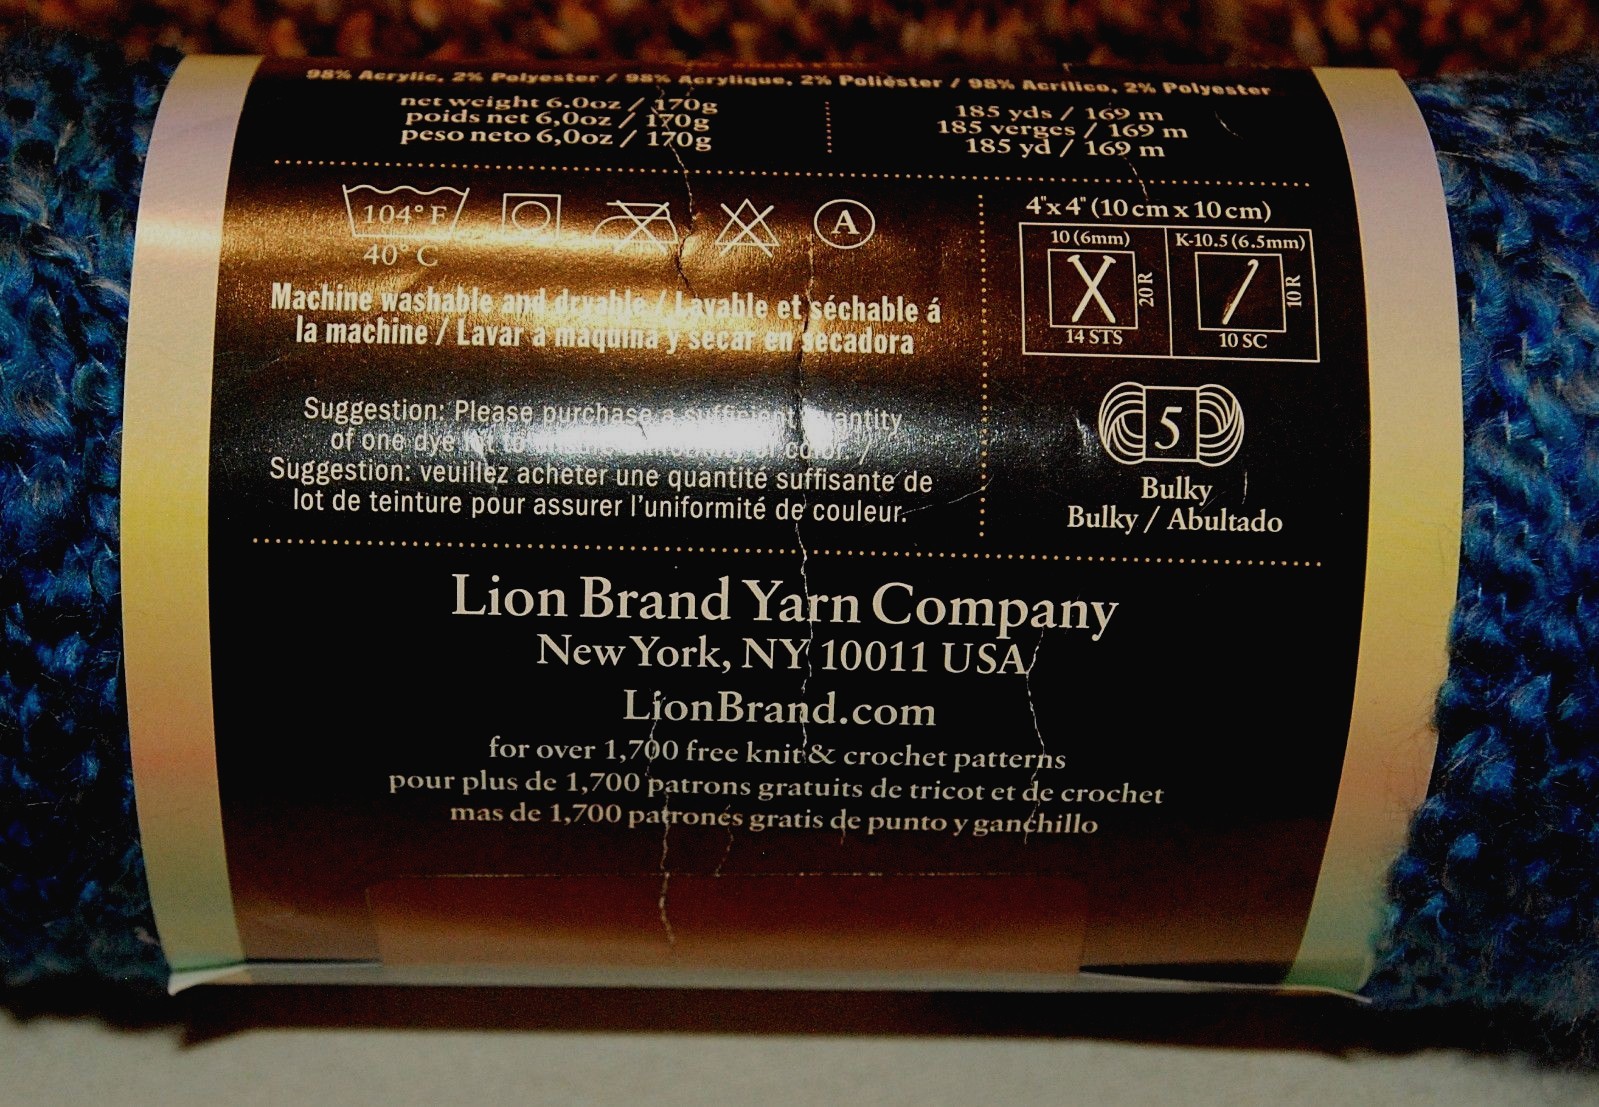 98% Acrylic, 2% Polyester / 98% Acrylique, 2% Poliéster / 98% Acrílico, 2% Polyester
net weight 6.0oz / 170g
poids net 6,0oz / 170g
peso neto 6,0oz / 170g
185 yds / 169 m
185 verges / 169 m
185 yd / 169 m
104° F
40° C
A
Machine washable and dryable / Lavable et séchable á
la machine / Lavar a maquina y secar en secadora
Suggestion: Please purchase a sufficient quantity
of one dye color. /
Suggestion: veuillez acheter une quantité suffisante de
lot de teinture pour assurer l'uniformité de couleur.
4"x 4" (10 cm x 10 cm)
10 (6mm)
20 R
14 STS
K-10.5 (6.5mm)
10 R
10 SC
5
Bulky
Bulky / Abultado
Lion Brand Yarn Company
New York, NY 10011 USA
LionBrand.com
for over 1,700 free knit & crochet patterns
pour plus de 1,700 patrons gratuits de tricot et de crochet
mas de 1,700 patronés gratis de punto y ganchillo